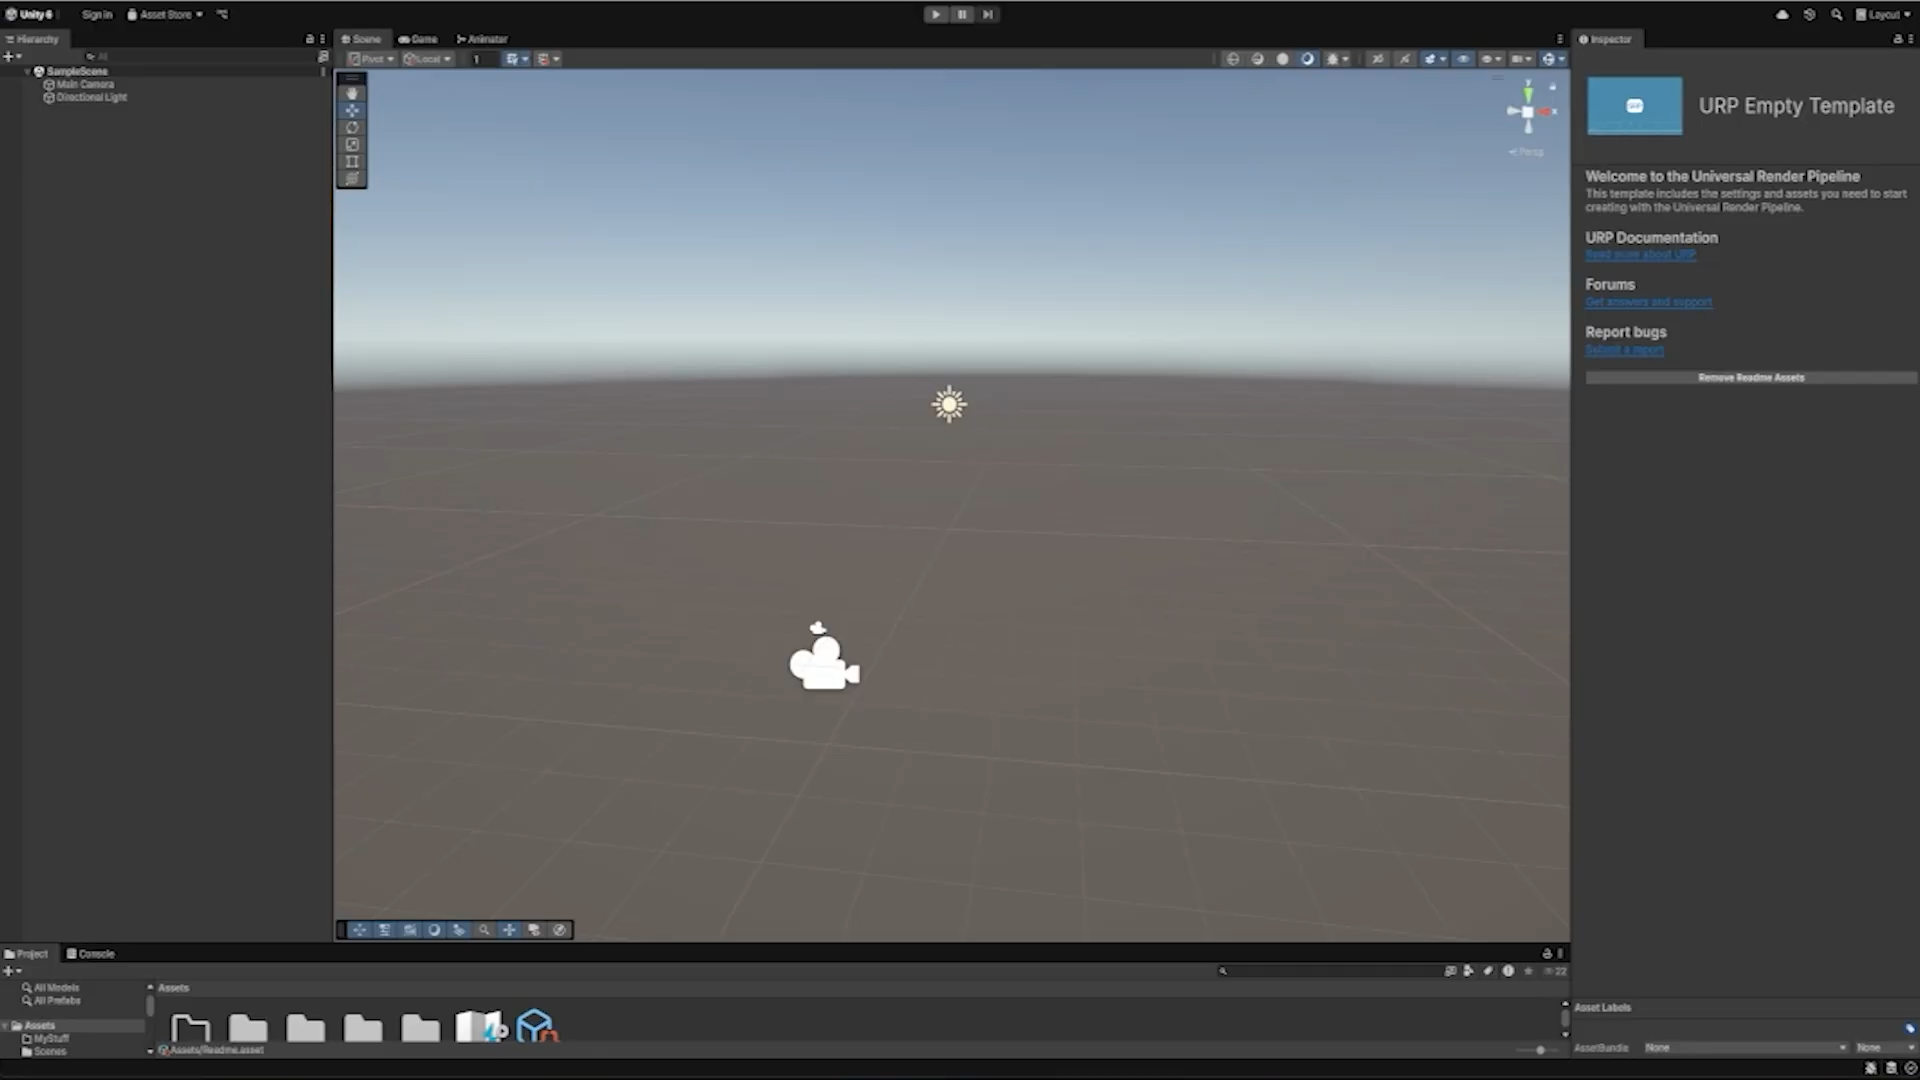 Unity 6
Sign in
Asset Store
Layout
Hierarchy
Scene
Game
Animator
Inspector
All
Pivot
Local
1
SampleScene
Main Camera
Directional Light
y
x
Persp
URP Empty Template
Welcome to the Universal Render Pipeline
This template includes the settings and assets you need to start
creating with the Universal Render Pipeline.
URP Documentation
Read more about URP
Forums
Get answers and support
Report bugs
Submit a report
Remove Readme Assets
Project
Console
22
All Models
All Prefabs
Assets
MyStuff
Scenes
Assets
Assets/Readme.asset
Asset Labels
AssetBundle
None
None